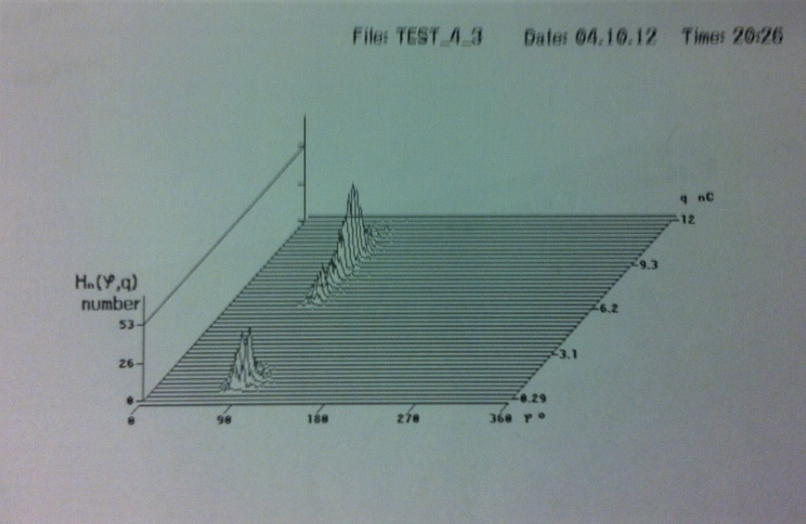 File: TEST_4_3 Date: 04.10.12 Time: 20:26
q nC
12
9.3
Hn(φ,q)
number
6.2
53
3.1
26
0.29
0
0 90 180 270 360 φ °